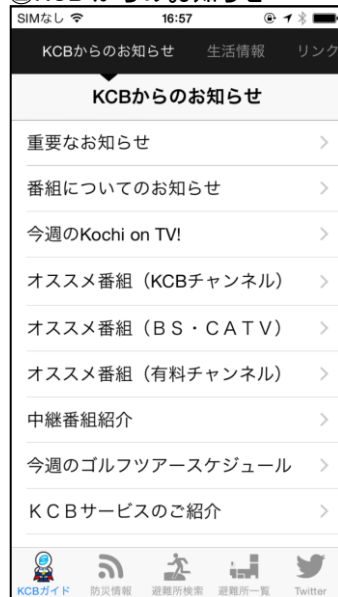 SIMなし 16:57
KCBからのお知らせ 生活情報 リンク
KCBからのお知らせ
重要なお知らせ
番組についてのお知らせ
今週のKochi on TV!
オススメ番組（KCBチャンネル）
オススメ番組（ＢＳ・ＣＡＴＶ）
オススメ番組（有料チャンネル）
中継番組紹介
今週のゴルフツアースケジュール
ＫＣＢサービスのご紹介
KCBガイド 防災情報 避難所検索 避難所一覧 Twitter